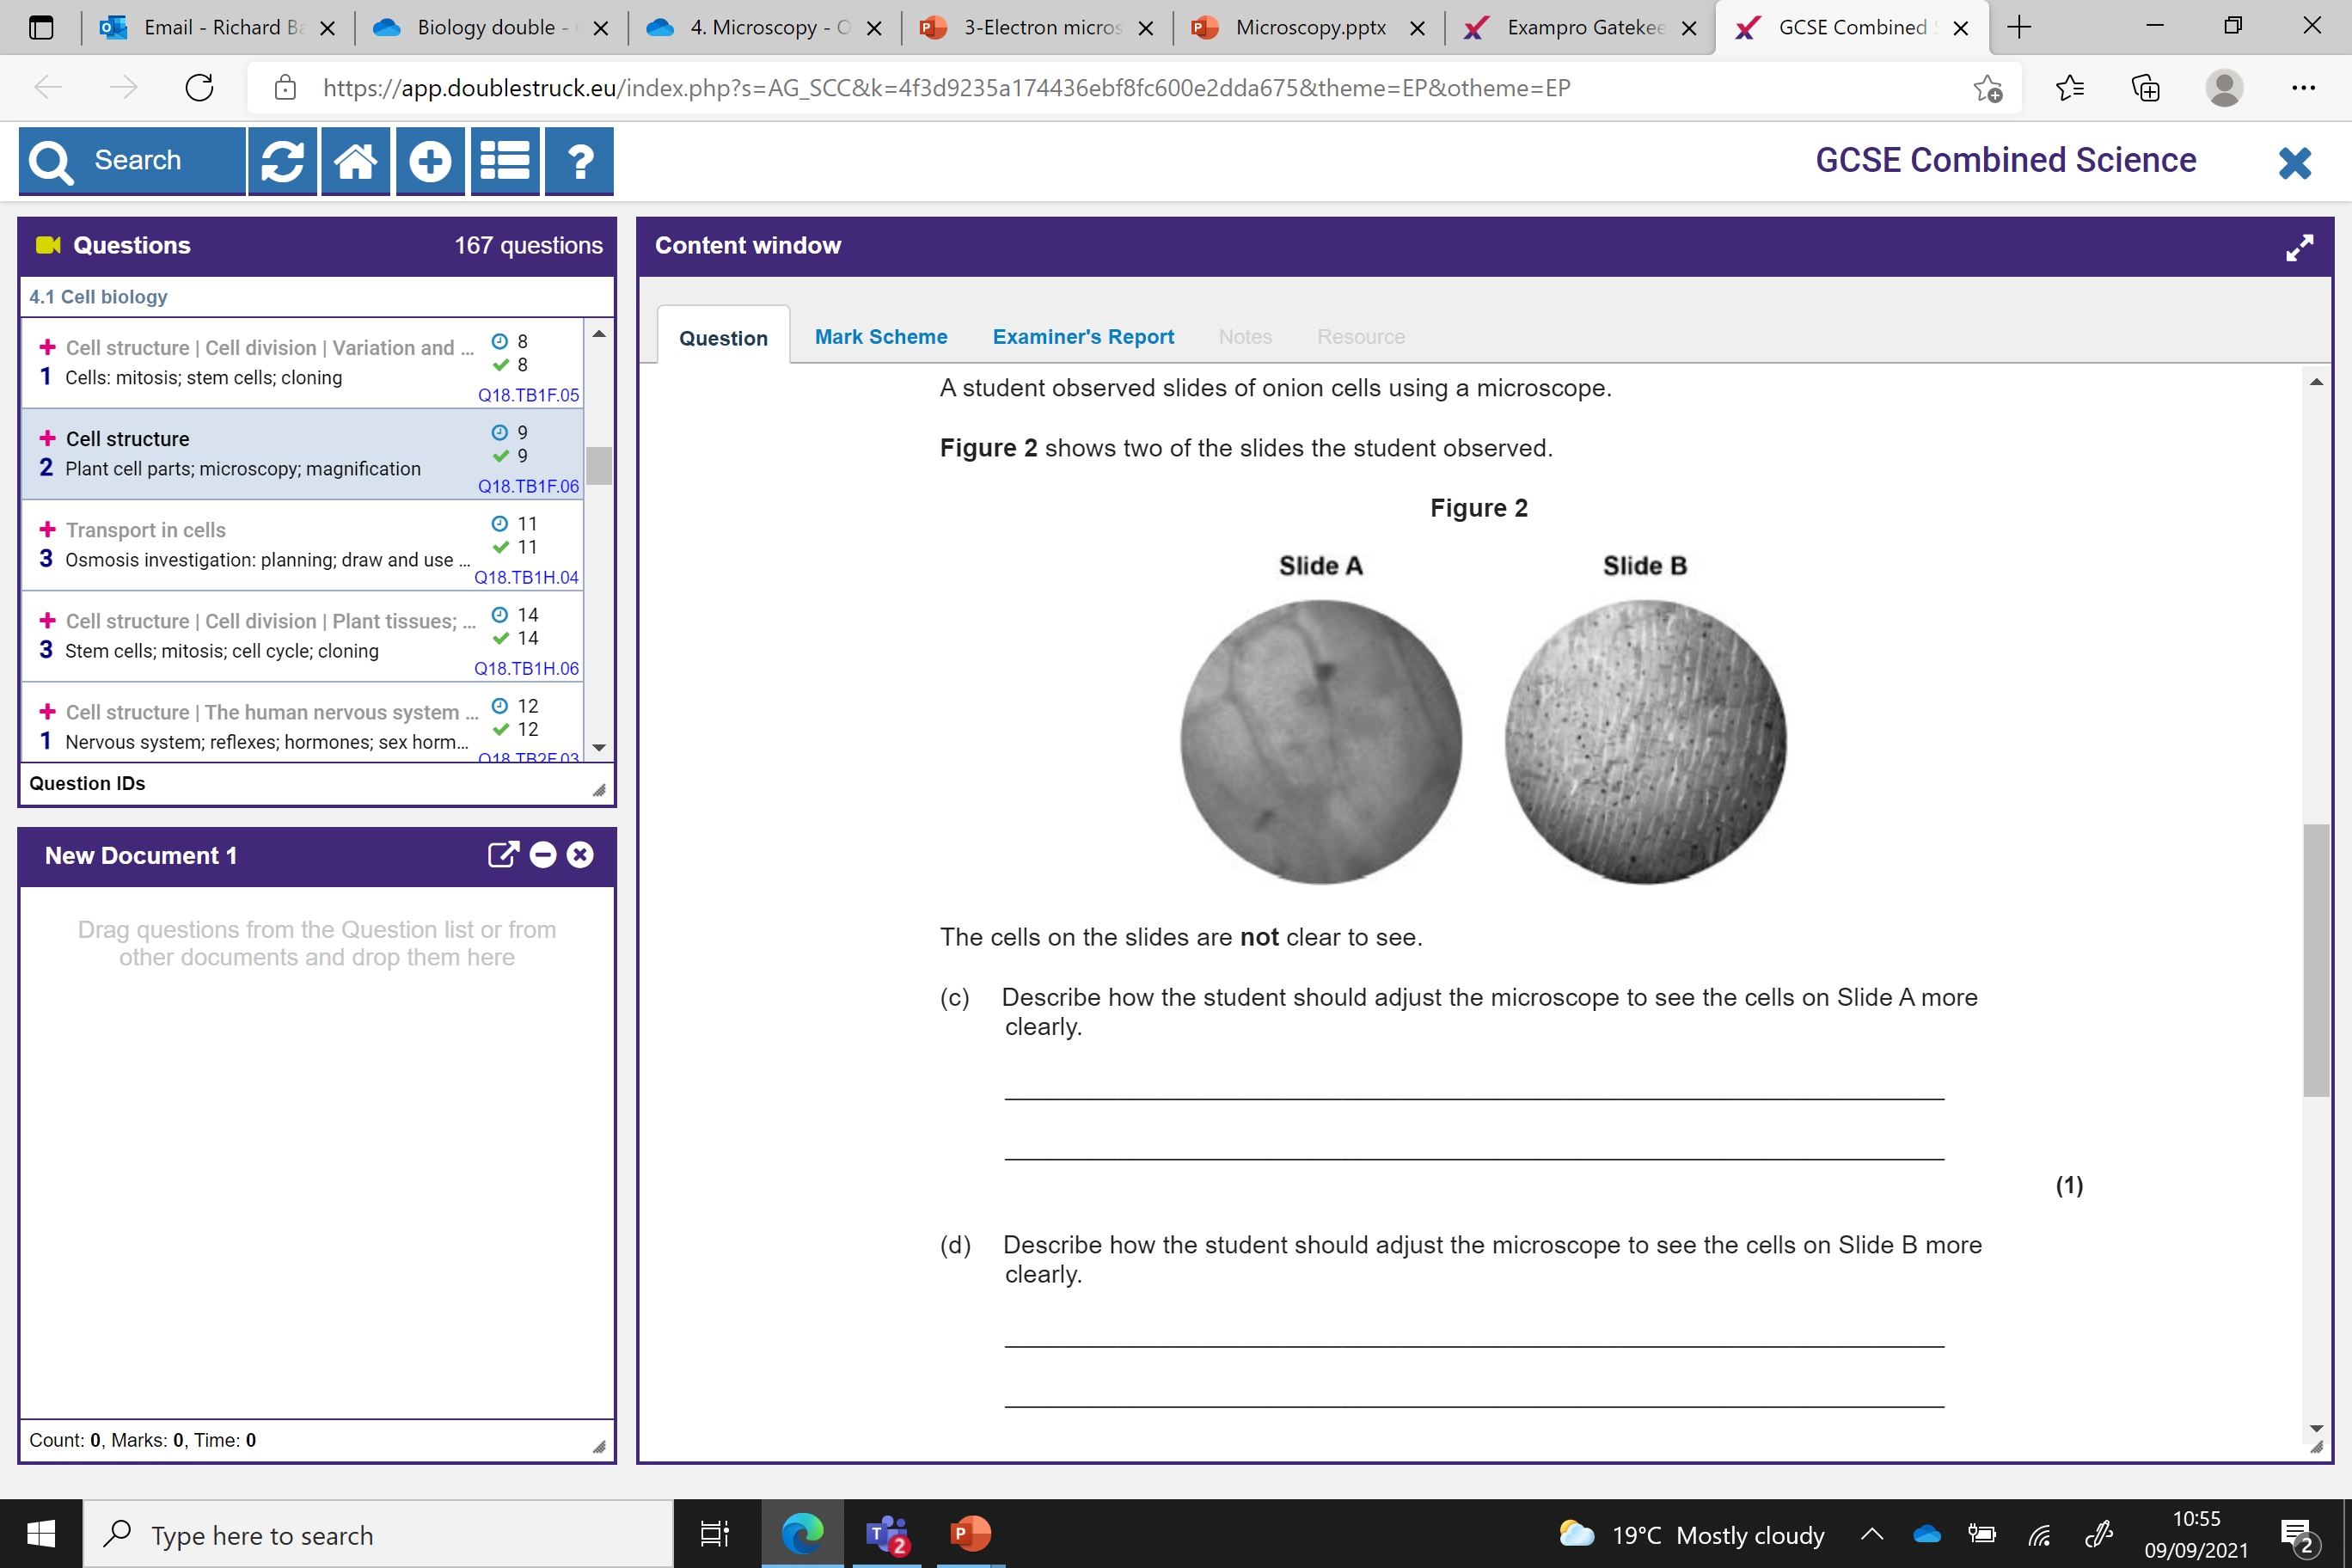 Email - Richard Ba
Biology double -
4. Microscopy - O
3-Electron micros
Microscopy.pptx
Exampro Gatekee
GCSE Combined S
https://app.doublestruck.eu/index.php?s=AG_SCC&k=4f3d9235a174436ebf8fc600e2dda675&theme=EP&otheme=EP
Search
?
GCSE Combined Science
Questions 167 questions
4.1 Cell biology
Cell structure | Cell division | Variation and ... 8
1 Cells: mitosis; stem cells; cloning 8
Q18.TB1F.05
Cell structure 9
2 Plant cell parts; microscopy; magnification 9
Q18.TB1F.06
Transport in cells 11
3 Osmosis investigation: planning; draw and use ... 11
Q18.TB1H.04
Cell structure | Cell division | Plant tissues; ... 14
3 Stem cells; mitosis; cell cycle; cloning 14
Q18.TB1H.06
Cell structure | The human nervous system ... 12
1 Nervous system; reflexes; hormones; sex horm... 12
Q18.TB2F.03
Question IDs
New Document 1
Drag questions from the Question list or from
other documents and drop them here
Count: 0, Marks: 0, Time: 0
Content window
Question Mark Scheme Examiner's Report Notes Resource
A student observed slides of onion cells using a microscope.
Figure 2 shows two of the slides the student observed.
Figure 2
Slide A Slide B
The cells on the slides are not clear to see.
(c) Describe how the student should adjust the microscope to see the cells on Slide A more
clearly.
(1)
(d) Describe how the student should adjust the microscope to see the cells on Slide B more
clearly.
Type here to search
2
19°C Mostly cloudy
10:55
09/09/2021
2